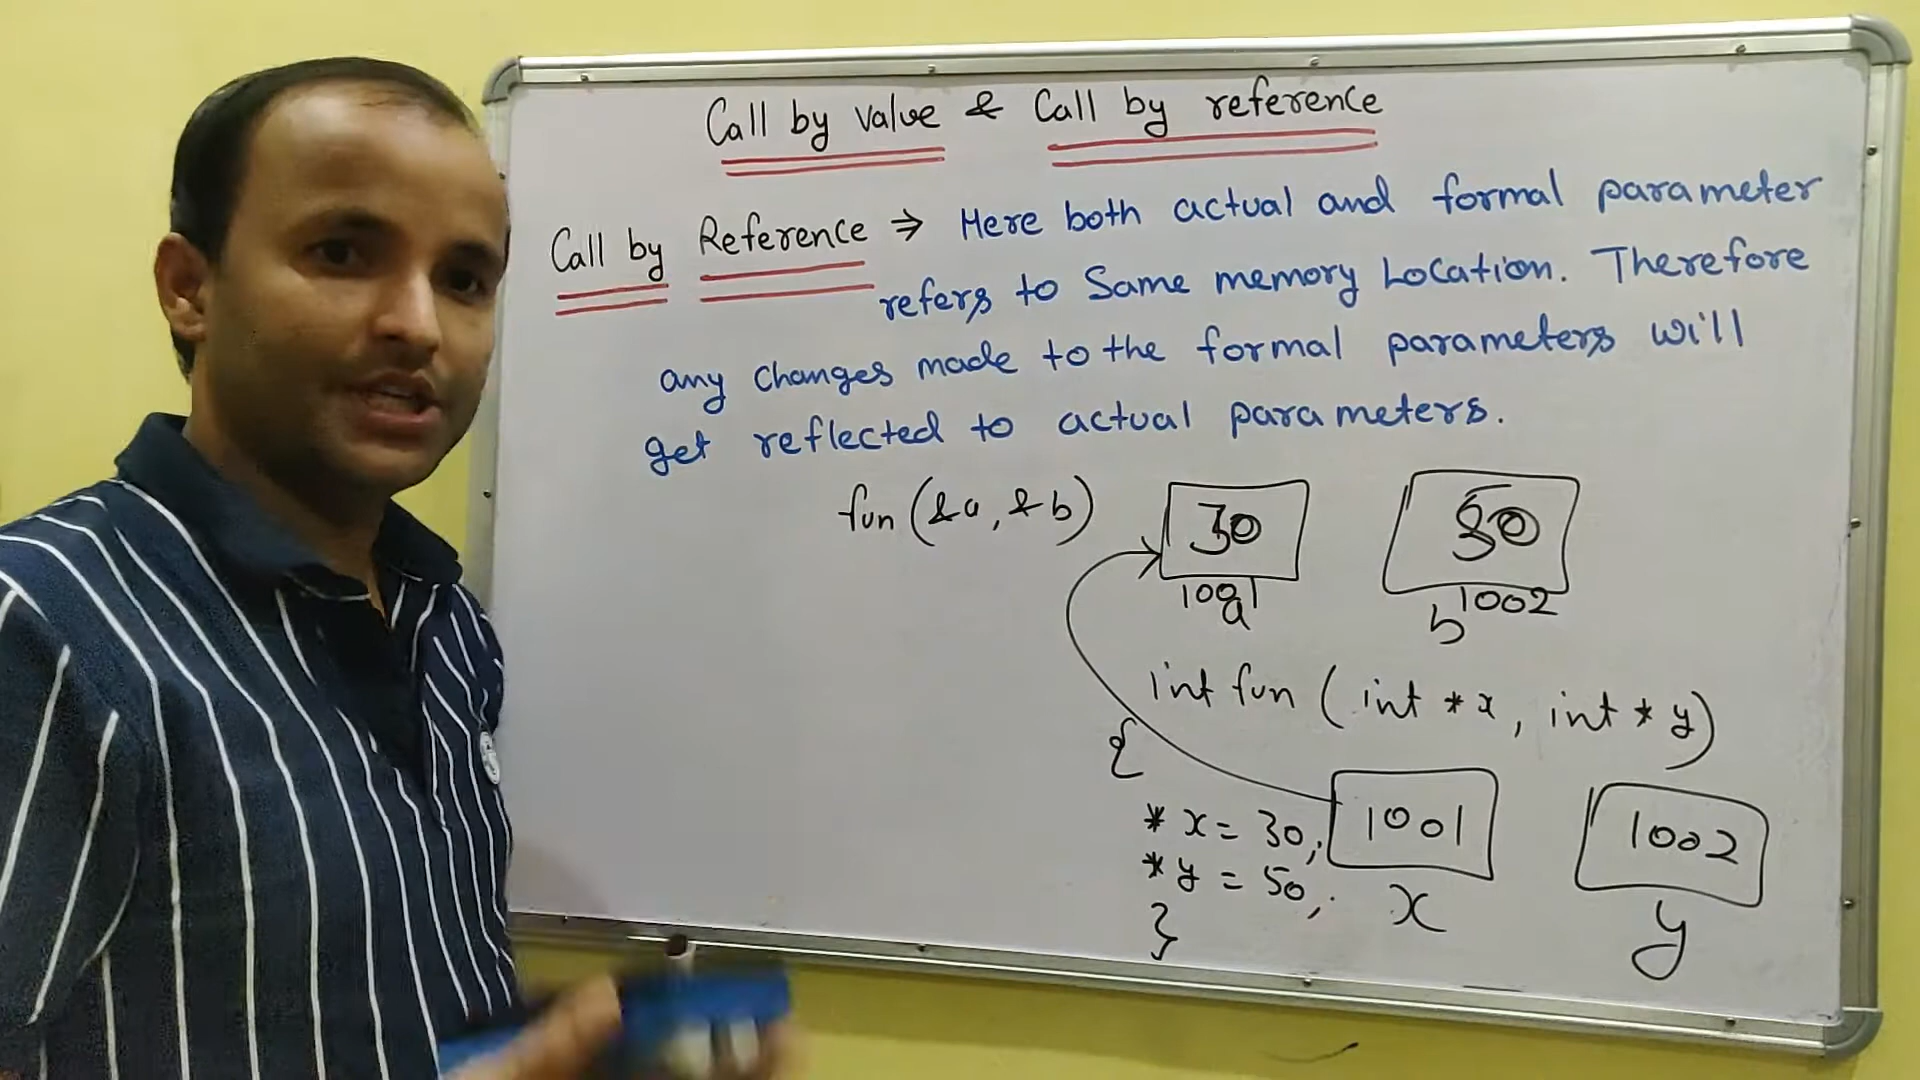 Call by value & Call by reference
Call by Reference ⇒ Here both actual and formal parameter
refers to Same memory Location. Therefore
any changes made to the formal parameters will
get reflected to actual parameters.
fun (&a, &b)
30
50
1001
a
1002
b
int fun (int *x, int *y)
{
* x = 30;
1001
1002
* y = 50;
x
y
}